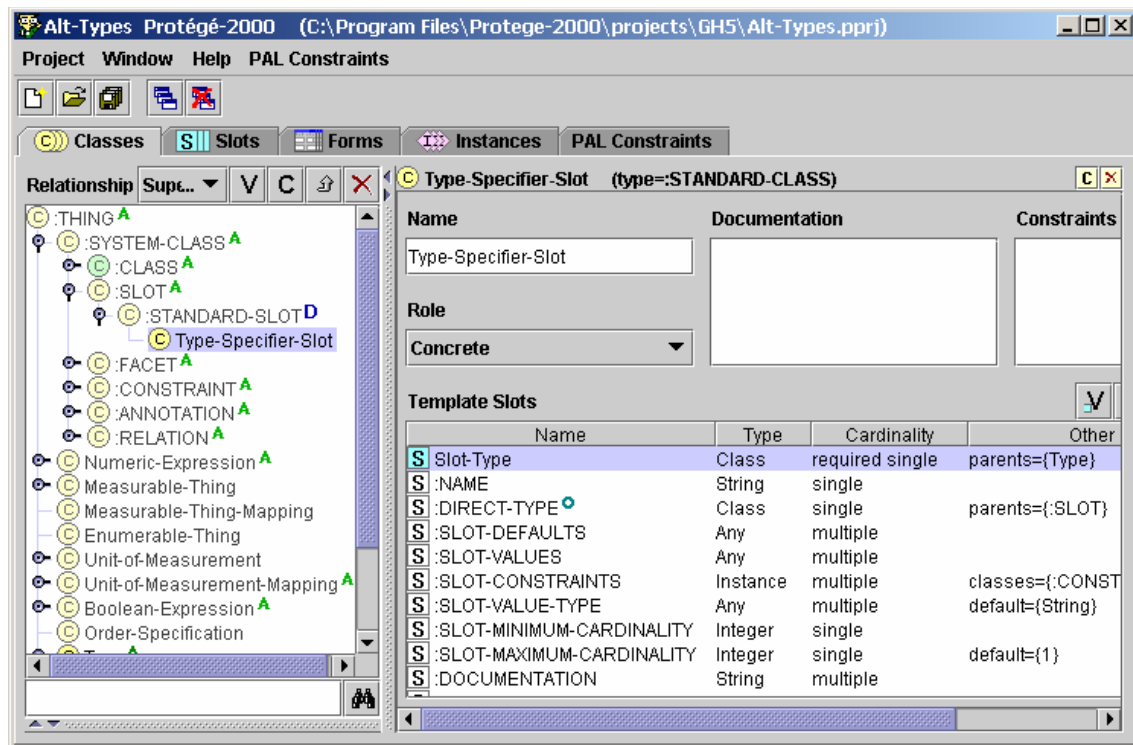 Alt-Types Protégé-2000 (C:\Program Files\Protege-2000\projects\GH5\Alt-Types.pprj)
Project Window Help PAL Constraints
Classes Slots Forms Instances PAL Constraints
Relationship Supe... V C
:THING A
:SYSTEM-CLASS A
:CLASS A
:SLOT A
:STANDARD-SLOT D
Type-Specifier-Slot
:FACET A
:CONSTRAINT A
:ANNOTATION A
:RELATION A
Numeric-Expression A
Measurable-Thing
Measurable-Thing-Mapping
Enumerable-Thing
Unit-of-Measurement
Unit-of-Measurement-Mapping A
Boolean-Expression A
Order-Specification
C Type-Specifier-Slot (type=:STANDARD-CLASS) C
Name Documentation Constraints
Type-Specifier-Slot
Role
Concrete
Template Slots V
Name Type Cardinality Other
S Slot-Type Class required single parents={Type}
S :NAME String single
S :DIRECT-TYPE Class single parents={:SLOT}
S :SLOT-DEFAULTS Any multiple
S :SLOT-VALUES Any multiple
S :SLOT-CONSTRAINTS Instance multiple classes={:CONST
S :SLOT-VALUE-TYPE Any multiple default={String}
S :SLOT-MINIMUM-CARDINALITY Integer single
S :SLOT-MAXIMUM-CARDINALITY Integer single default={1}
S :DOCUMENTATION String multiple